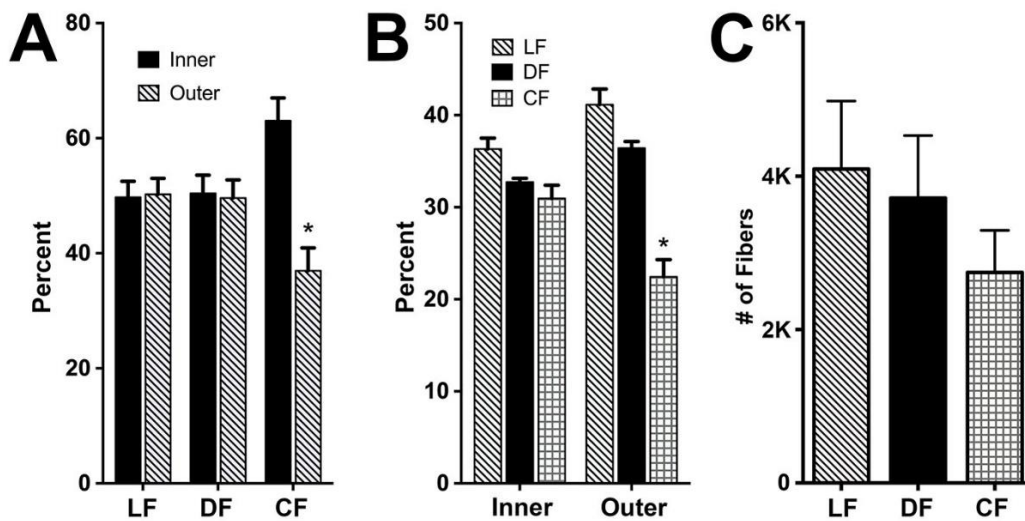 A
Percent
80
60
40
20
0
Inner
Outer
*
LF DF CF
B
Percent
50
40
30
20
10
0
LF
DF
CF
*
Inner Outer
C
# of Fibers
6K
4K
2K
0
LF DF CF